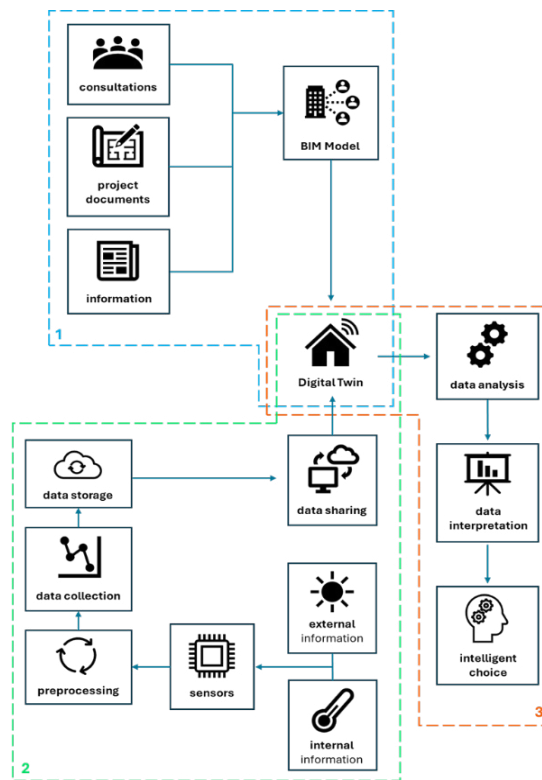 consultations
BIM Model
project
documents
information
1
Digital Twin
data analysis
data storage
data sharing
data
interpretation
data collection
external
information
intelligent
choice
preprocessing
sensors
internal
information
2
3